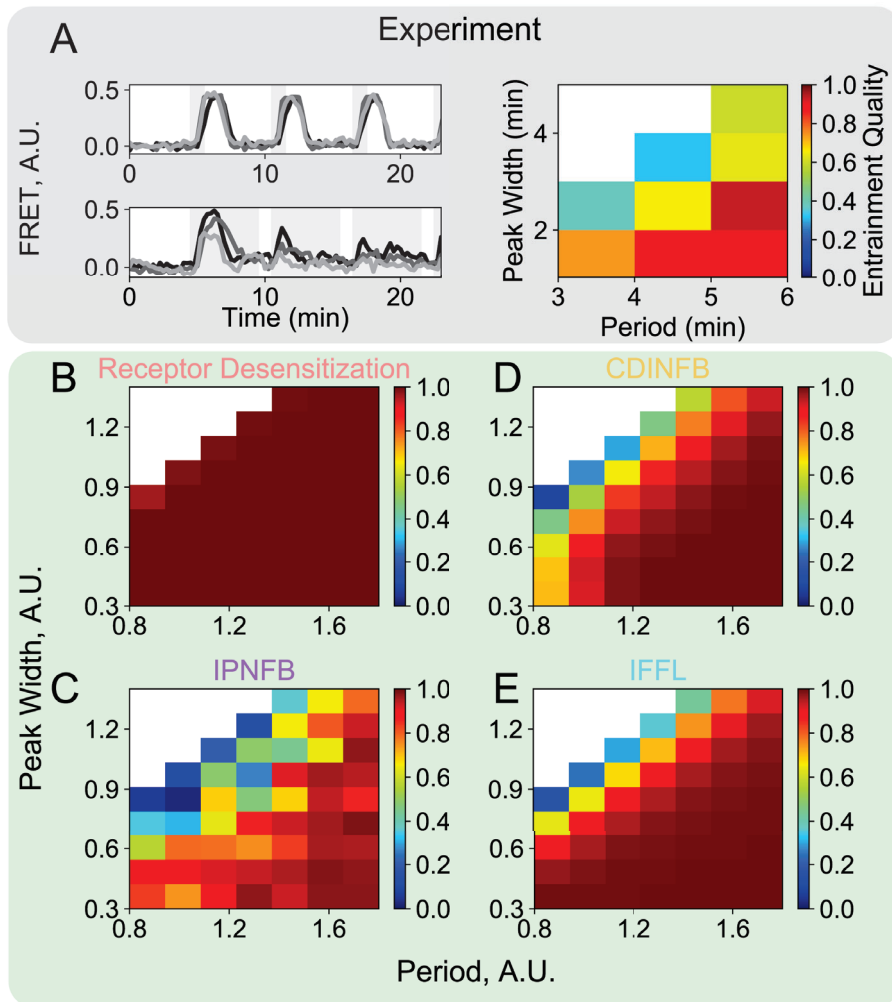 Experiment
A
FRET, A.U.
0.5
0.0
0 10 20
0.5
0.0
0 10 20
Time (min)
Peak Width (min)
4
2
3 4 5 6
Period (min)
1.0
0.8
0.6
0.4
0.2
0.0
Entrainment Quality
B
Receptor Desensitization
1.2
0.9
0.6
0.3
0.8 1.2 1.6
1.0
0.8
0.6
0.4
0.2
0.0
D
CDINFB
1.2
0.9
0.6
0.3
0.8 1.2 1.6
1.0
0.8
0.6
0.4
0.2
0.0
Peak Width, A.U.
C
IPNFB
1.2
0.9
0.6
0.3
0.8 1.2 1.6
1.0
0.8
0.6
0.4
0.2
0.0
E
IFFL
1.2
0.9
0.6
0.3
0.8 1.2 1.6
1.0
0.8
0.6
0.4
0.2
0.0
Period, A.U.